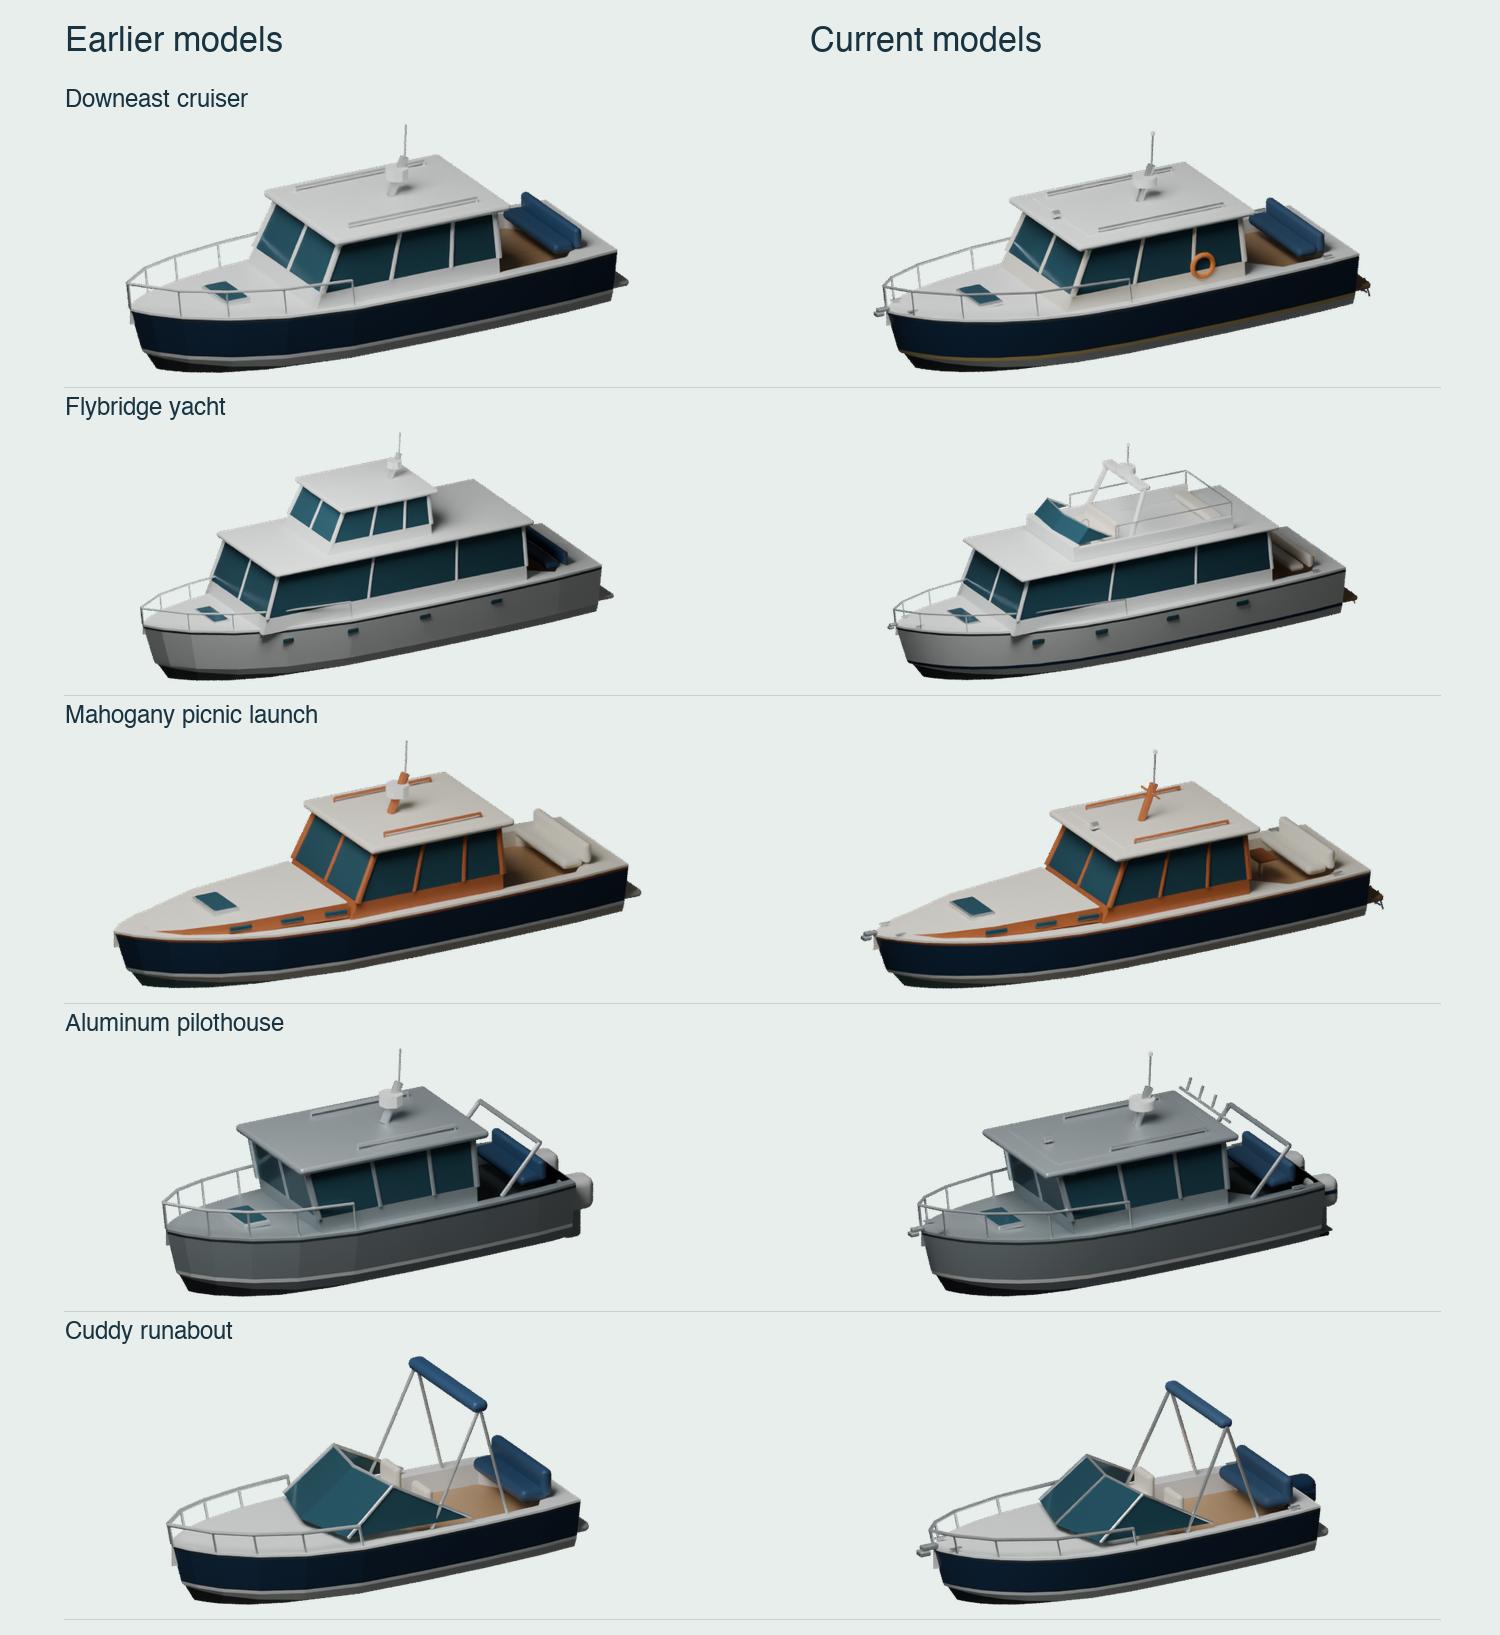 Earlier models
Current models
Downeast cruiser
Flybridge yacht
Mahogany picnic launch
Aluminum pilothouse
Cuddy runabout